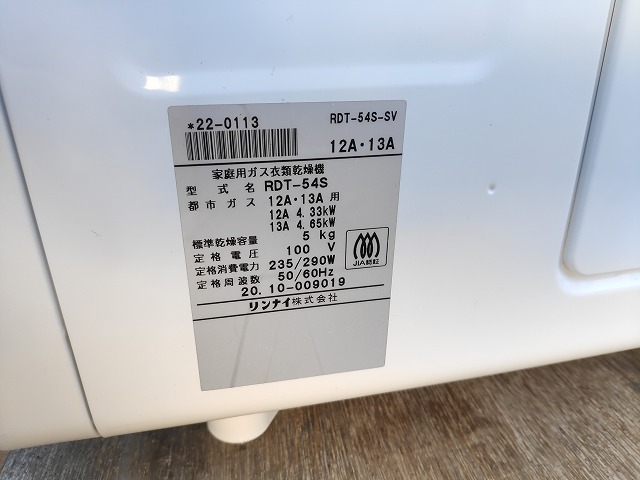 *22-0113
RDT-54S-SV
12A・13A
家庭用ガス衣類乾燥機
型式名 RDT-54S
都市ガス 12A・13A 用
12A 4.33kW
13A 4.65kW
標準乾燥容量 5 kg
定格電圧 100 V
定格消費電力 235/290W
定格周波数 50/60Hz
20.10-009019
JIA認証
リンナイ株式会社